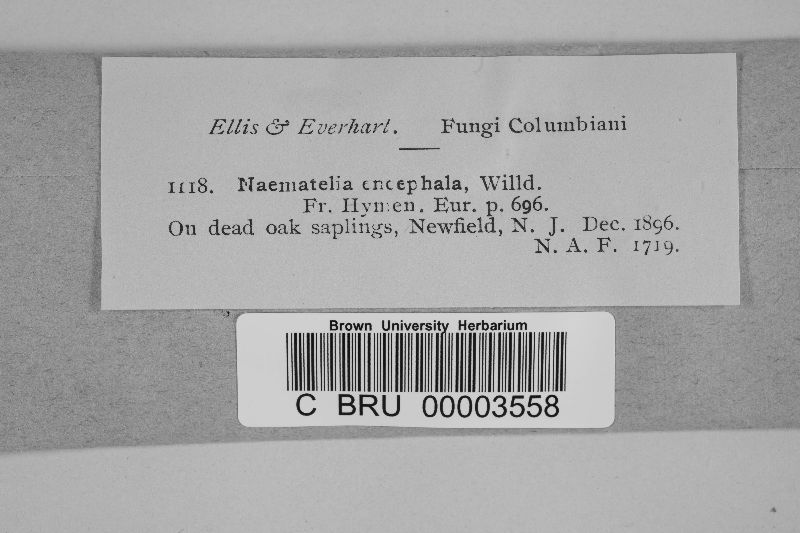 Ellis & Everhart. Fungi Columbiani
1118. Naematelia encephala, Willd.
Fr. Hymen. Eur. p. 696.
On dead oak saplings, Newfield, N. J. Dec. 1896.
N. A. F. 1719.
Brown University Herbarium
C BRU 00003558